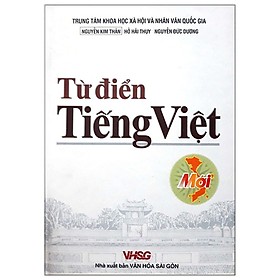 TRUNG TÂM KHOA HỌC XÃ HỘI VÀ NHÂN VĂN QUỐC GIA
NGUYỄN KIM THẢN HỒ HẢI THỤY NGUYỄN ĐỨC DƯƠNG
Từ điển
Tiếng Việt
Mới
VHSG
Nhà xuất bản VĂN HÓA SÀI GÒN